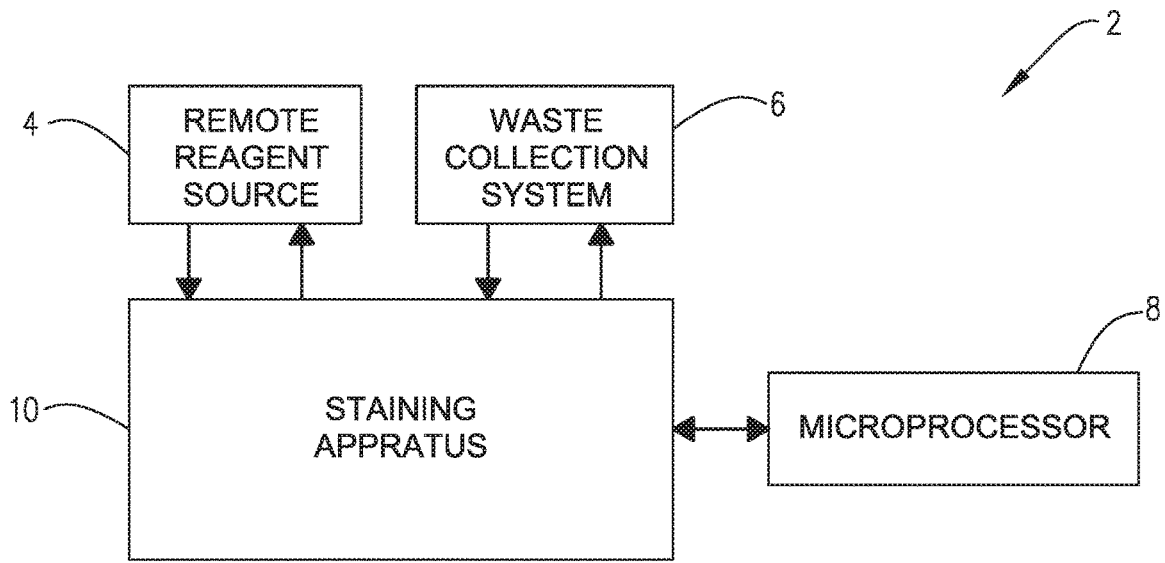 2
4
REMOTE
REAGENT
SOURCE
WASTE
COLLECTION
SYSTEM
6
8
10
STAINING
APPRATUS
MICROPROCESSOR